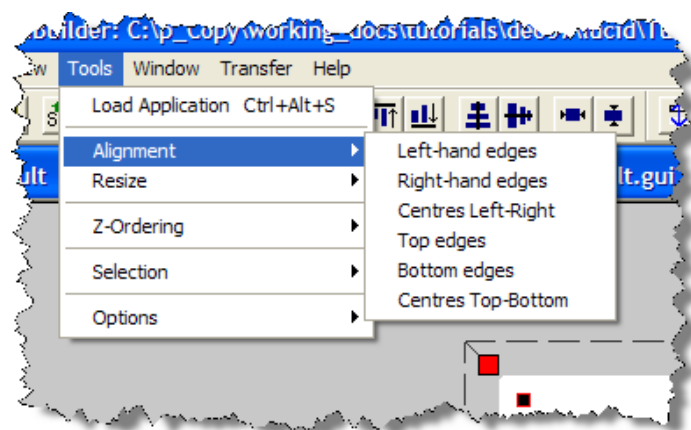 C:\p_Copy\working_docs\tutorials\
Tools Window Transfer Help
Load Application Ctrl+Alt+S
Alignment
Resize
Z-Ordering
Selection
Options
Left-hand edges
Right-hand edges
Centres Left-Right
Top edges
Bottom edges
Centres Top-Bottom
ult
lt.gui